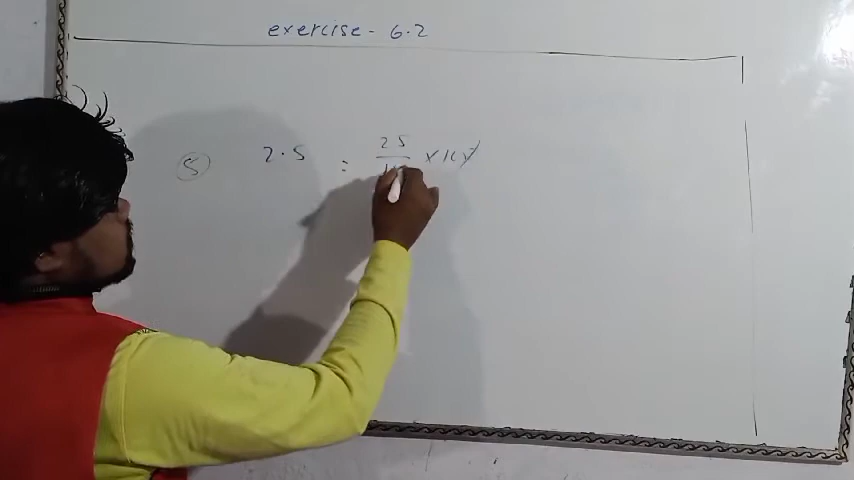 exercise - 6.2
(5) 2.5 = 25/10 × 100